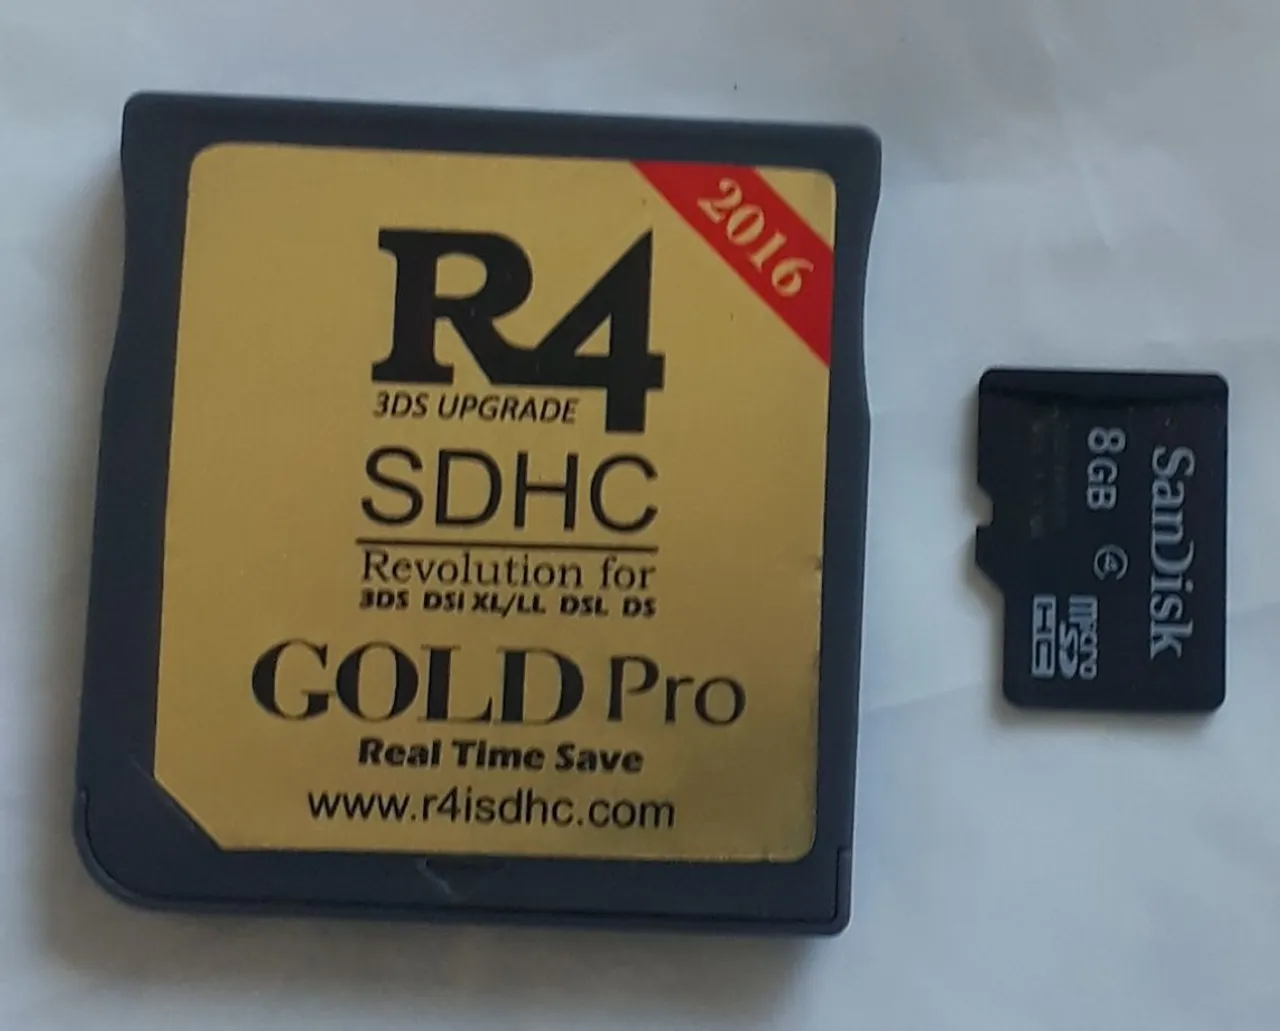 2016
R4
3DS UPGRADE
SDHC
Revolution for
3DS DSi XL/LL DSL DS
GOLD Pro
Real Time Save
www.r4isdhc.com
SanDisk
8GB
4
micro
SD
HC